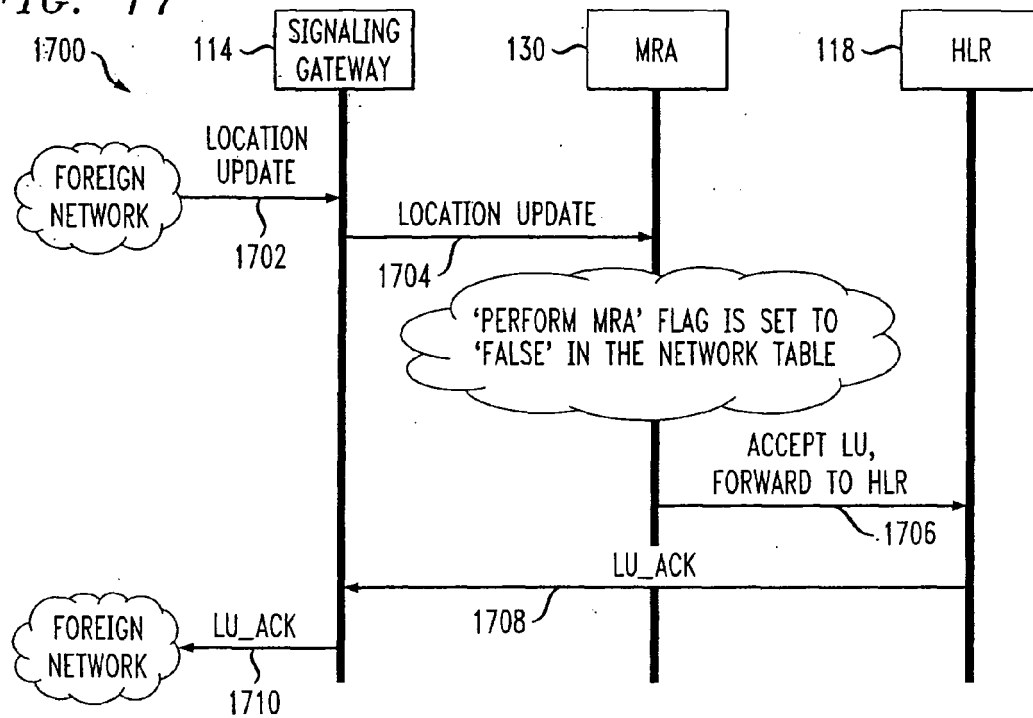 FIG. 17
1700
114
SIGNALING
GATEWAY
130
MRA
118
HLR
FOREIGN
NETWORK
LOCATION
UPDATE
1702
LOCATION UPDATE
1704
'PERFORM MRA' FLAG IS SET TO
'FALSE' IN THE NETWORK TABLE
ACCEPT LU,
FORWARD TO HLR
1706
LU_ACK
1708
FOREIGN
NETWORK
LU_ACK
1710